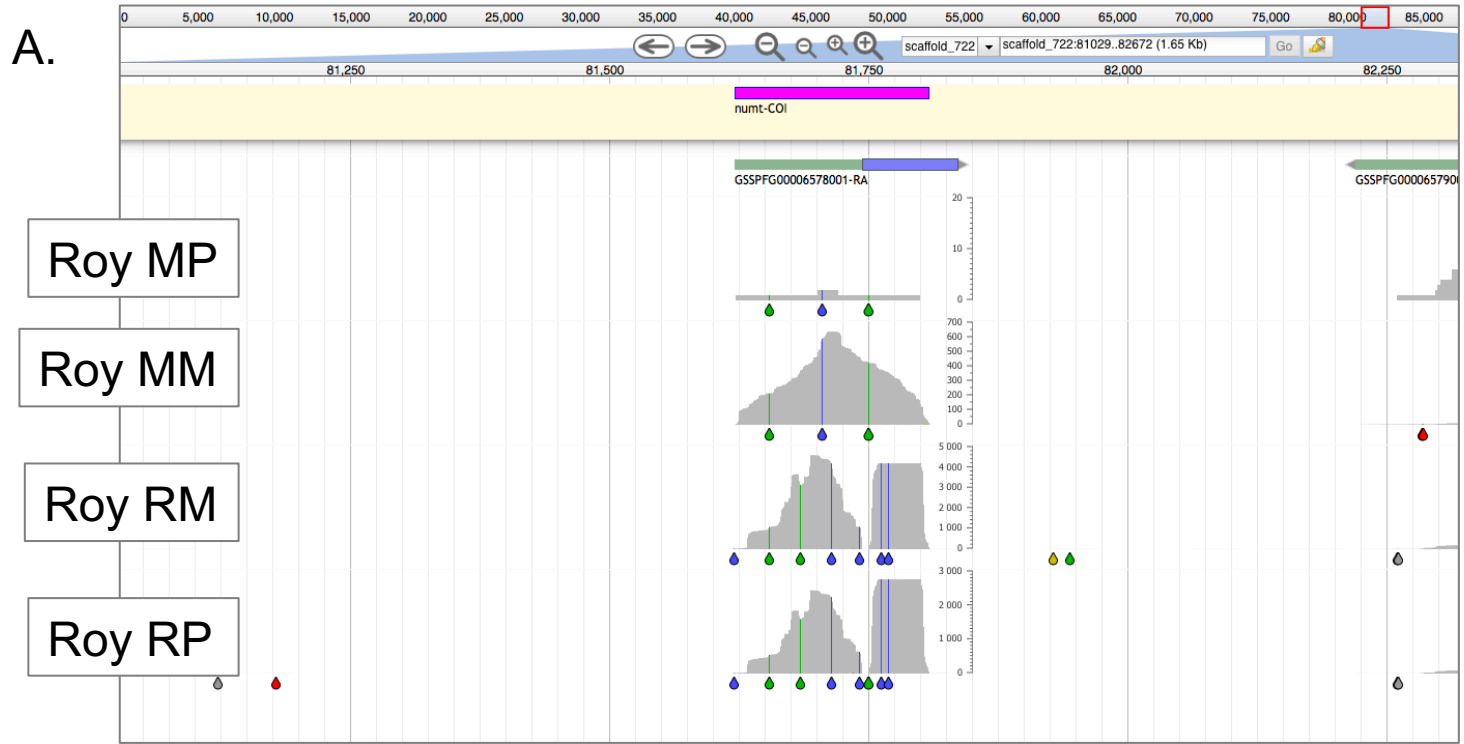 A.
0 5,000 10,000 15,000 20,000 25,000 30,000 35,000 40,000 45,000 50,000 55,000 60,000 65,000 70,000 75,000 80,000 85,000
scaffold_722 scaffold_722:81029..82672 (1.65 Kb) Go
81,250 81,500 81,750 82,000 82,250
numt-COI
GSSPFG00006578001-RA GSSPFG0000657900
20
Roy MP
10
0
700
600
500
Roy MM
400
300
200
100
0
5 000
4 000
Roy RM
3 000
2 000
1 000
0
3 000
2 000
Roy RP
1 000
0